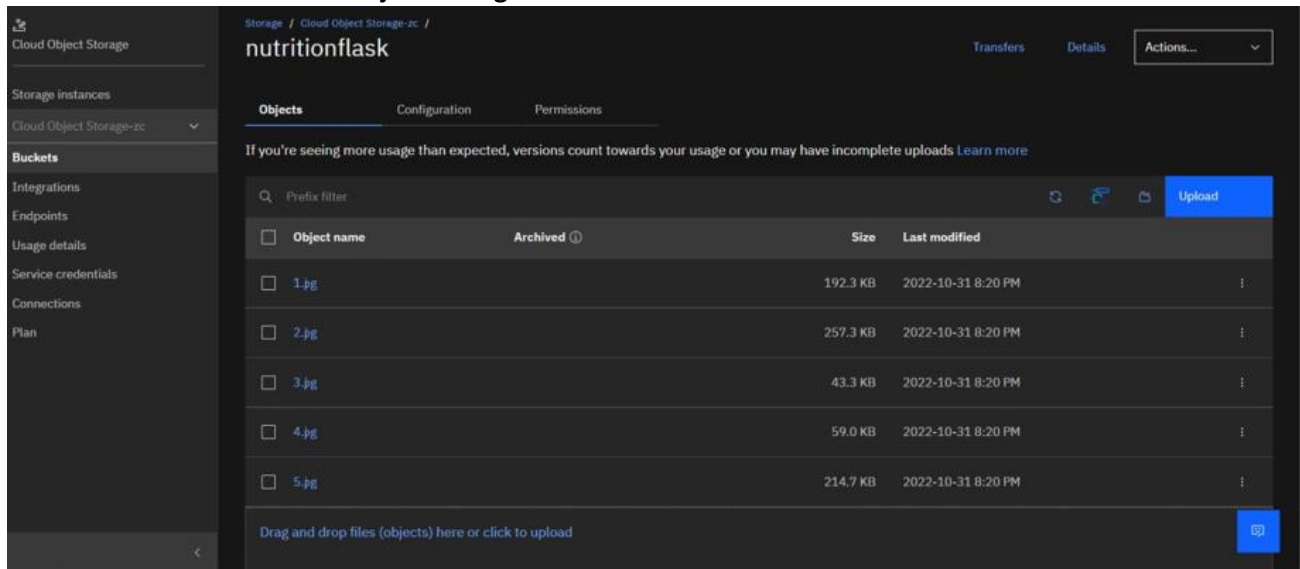 Cloud Object Storage
Storage instances
Cloud Object Storage-zc
Buckets
Integrations
Endpoints
Usage details
Service credentials
Connections
Plan
Storage / Cloud Object Storage-zc /
nutritionflask
Transfers Details Actions...
Objects Configuration Permissions
If you're seeing more usage than expected, versions count towards your usage or you may have incomplete uploads Learn more
Prefix filter Upload
Object name Archived Size Last modified
1.jpg 192.3 KB 2022-10-31 8:20 PM
2.jpg 257.3 KB 2022-10-31 8:20 PM
3.jpg 43.3 KB 2022-10-31 8:20 PM
4.jpg 59.0 KB 2022-10-31 8:20 PM
5.jpg 214.7 KB 2022-10-31 8:20 PM
Drag and drop files (objects) here or click to upload